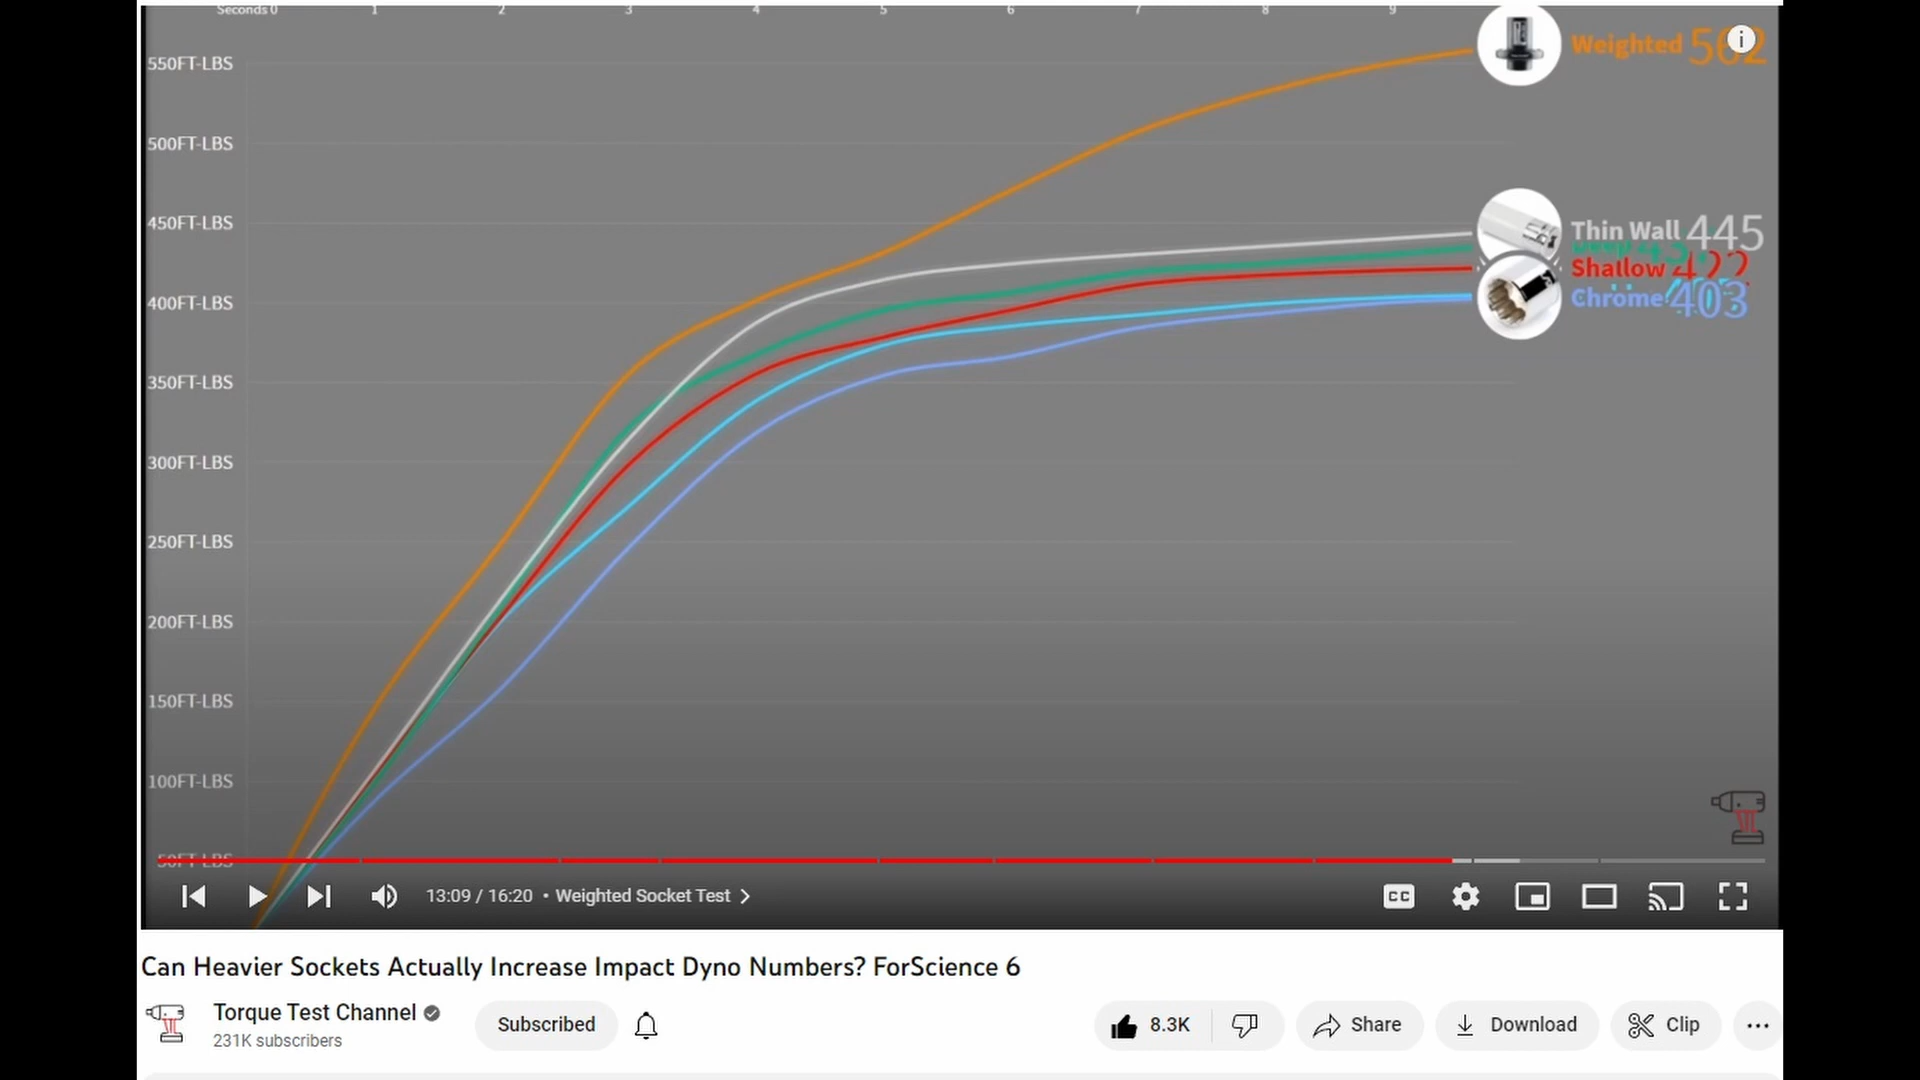 Seconds 0 1 2 3 4 5 6 7 8 9
Weighted 562
550FT-LBS
500FT-LBS
450FT-LBS
Thin Wall 445
Shallow 422
Chrome 403
400FT-LBS
350FT-LBS
300FT-LBS
250FT-LBS
200FT-LBS
150FT-LBS
100FT-LBS
50FT-LBS
13:09 / 16:20 • Weighted Socket Test
CC
Can Heavier Sockets Actually Increase Impact Dyno Numbers? ForScience 6
Torque Test Channel
231K subscribers
Subscribed
8.3K
Share
Download
Clip